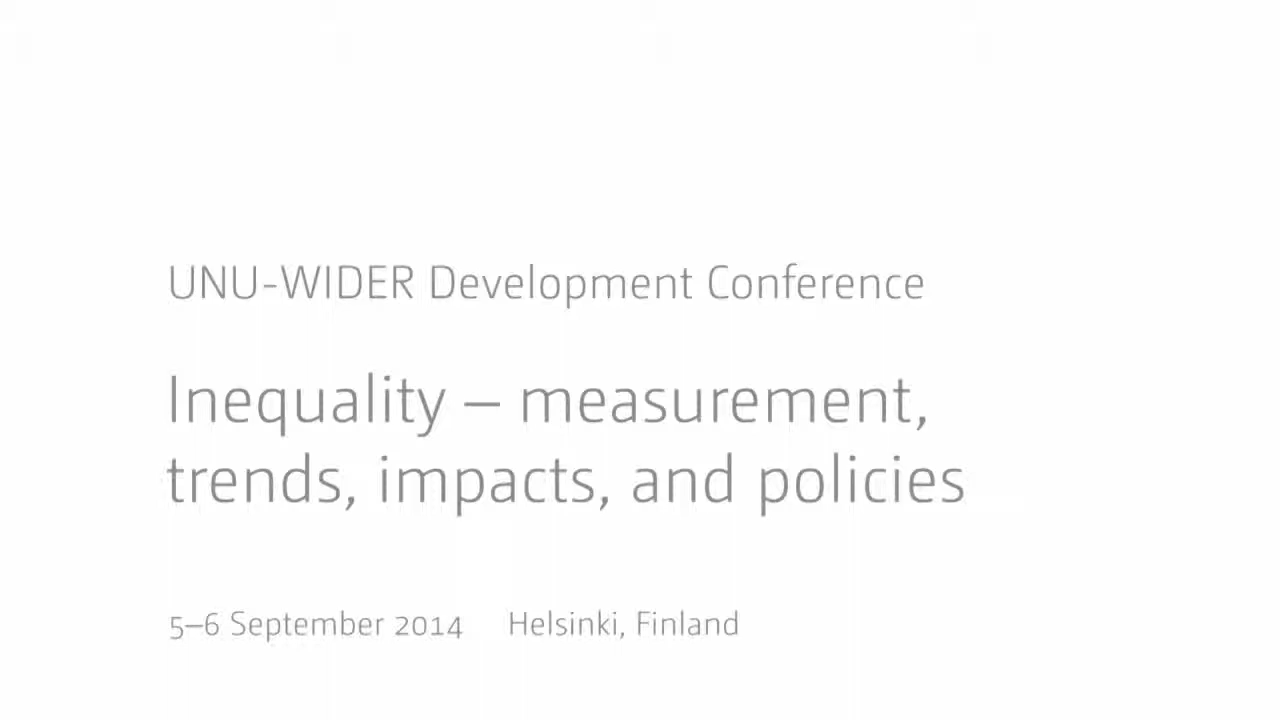 UNU-WIDER Development Conference
Inequality – measurement,
trends, impacts, and policies
5–6 September 2014 Helsinki, Finland